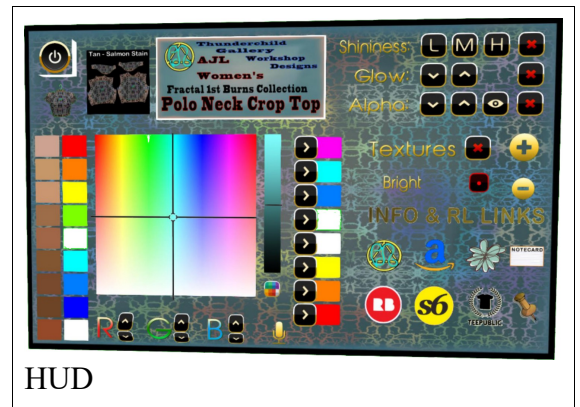 Tan - Salmon Stain
Thunderchild
Gallery
AJL Workshop
Designs
Women's
Fractal 1st Burns Collection
Polo Neck Crop Top
Shininess: L M H
Glow:
Alpha:
Textures
Bright
INFO & RL LINKS
a
NOTECARD
RB
s6
TEEPUBLIC
R G B
HUD